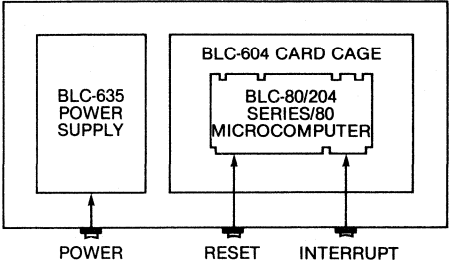 BLC-604 CARD CAGE
BLC-635
POWER
SUPPLY
BLC-80/204
SERIES/80
MICROCOMPUTER
POWER
RESET
INTERRUPT